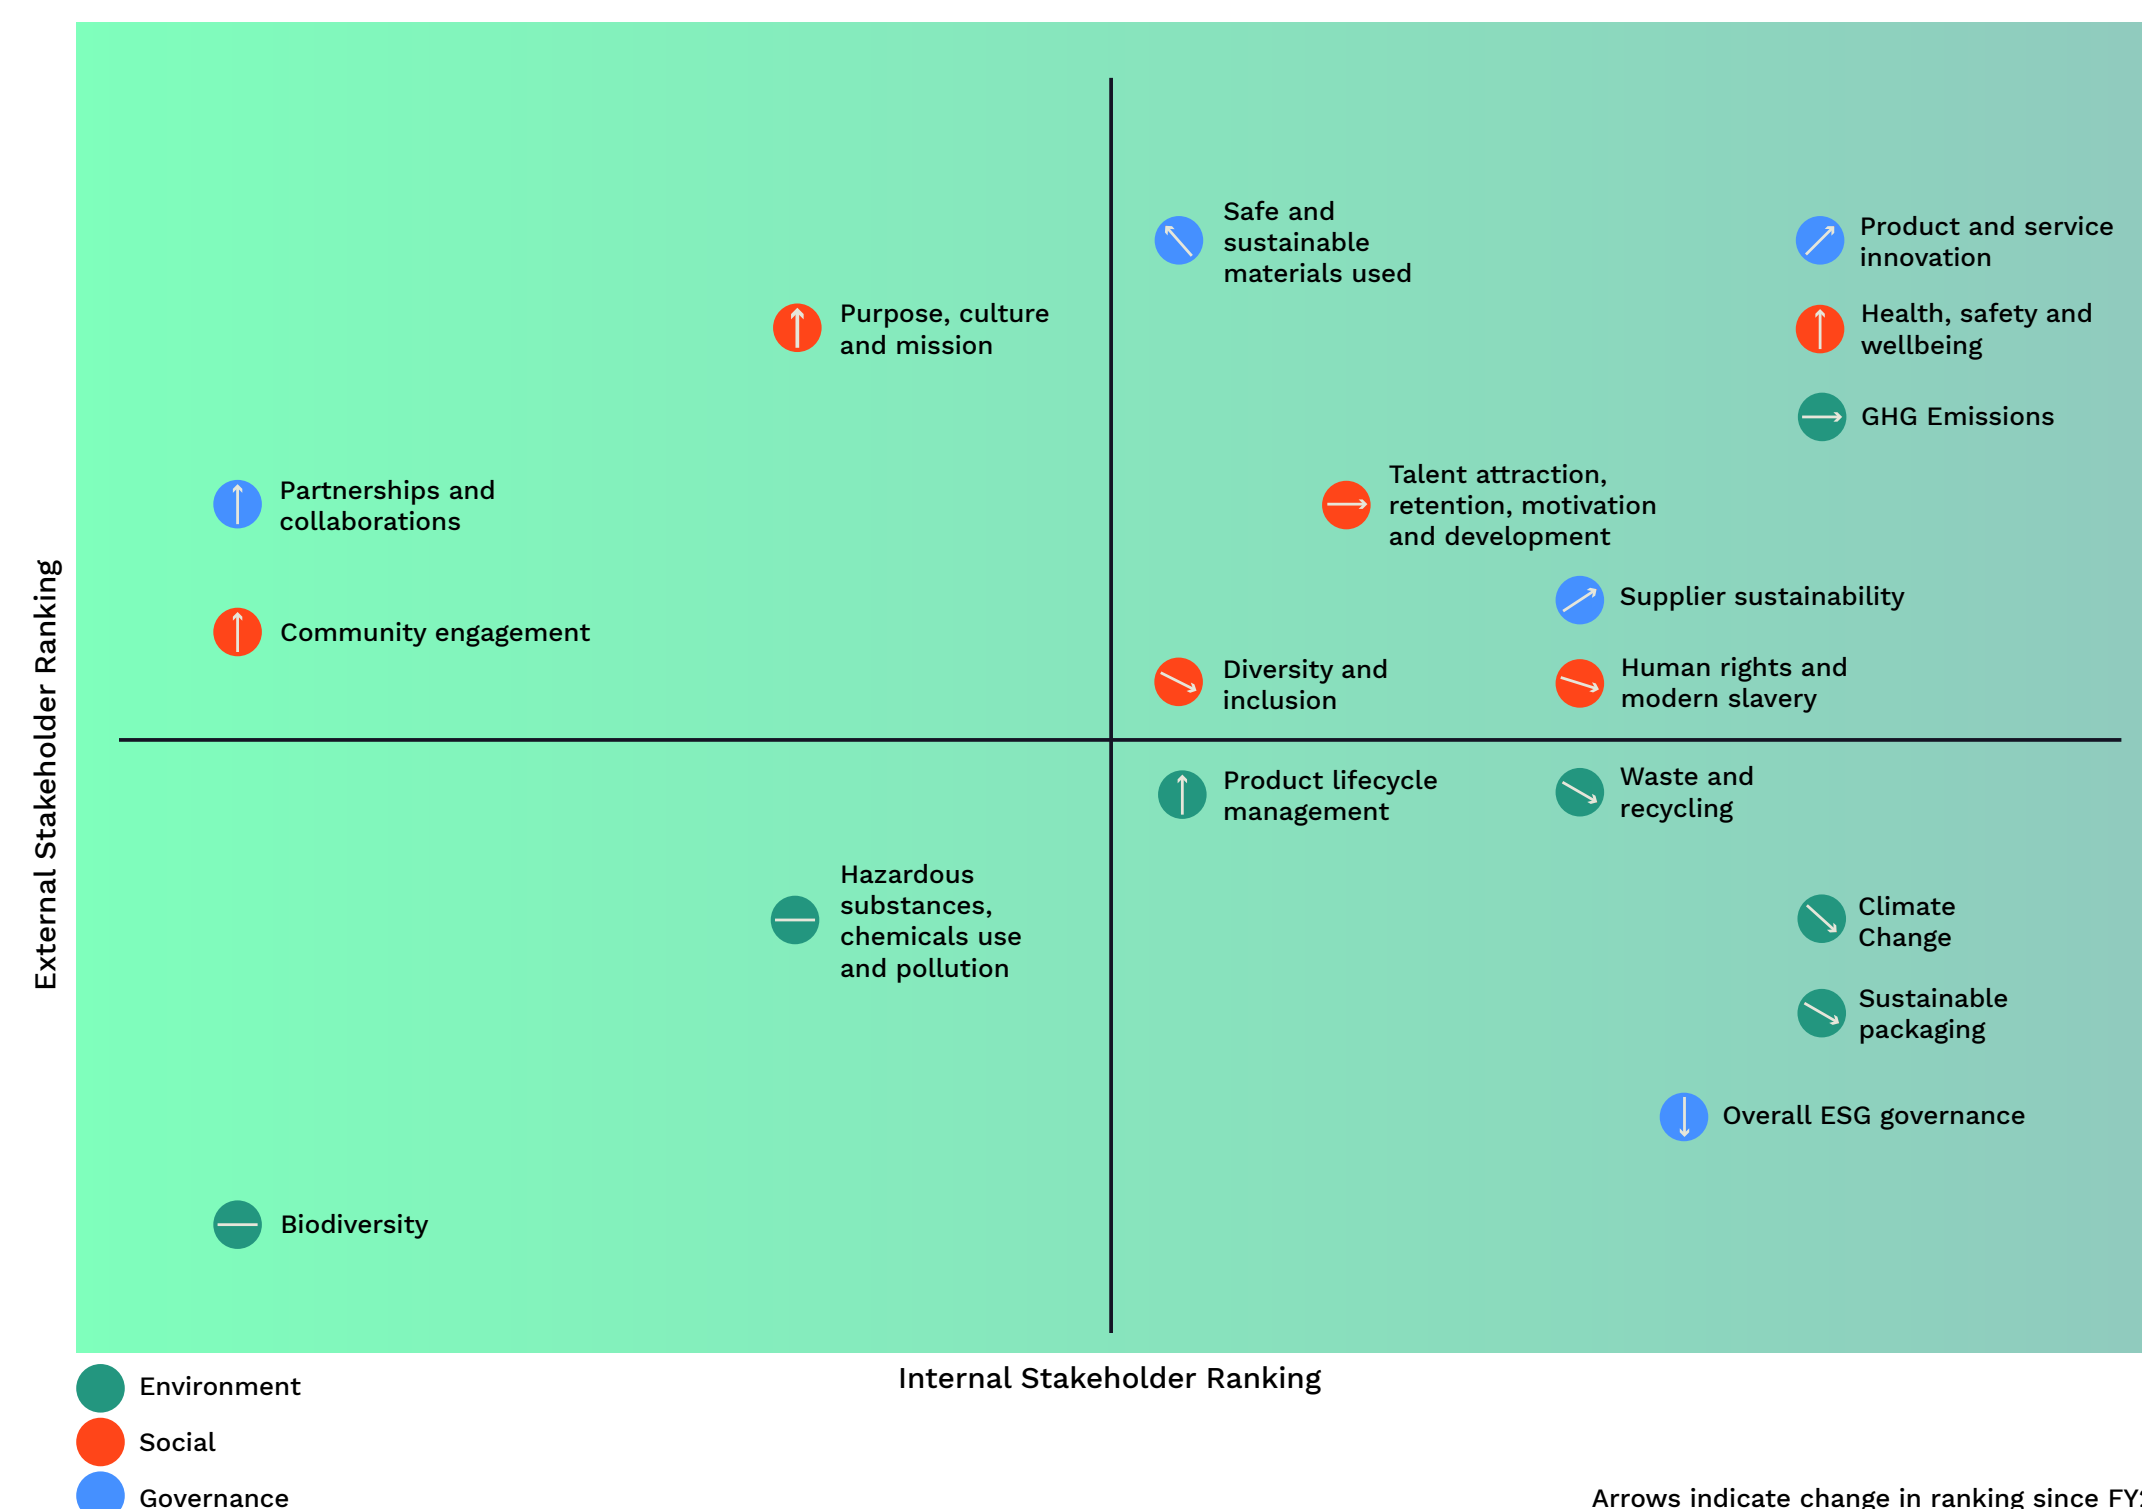 Safe and
sustainable
materials used
Product and service
innovation
Purpose, culture
and mission
Health, safety and
wellbeing
GHG Emissions
Partnerships and
collaborations
Talent attraction,
retention, motivation
and development
Supplier sustainability
Community engagement
Diversity and
inclusion
Human rights and
modern slavery
External Stakeholder Ranking
Product lifecycle
management
Waste and
recycling
Hazardous
substances,
chemicals use
and pollution
Climate
Change
Sustainable
packaging
Overall ESG governance
Biodiversity
Internal Stakeholder Ranking
Environment
Social
Governance
Arrows indicate change in ranking since